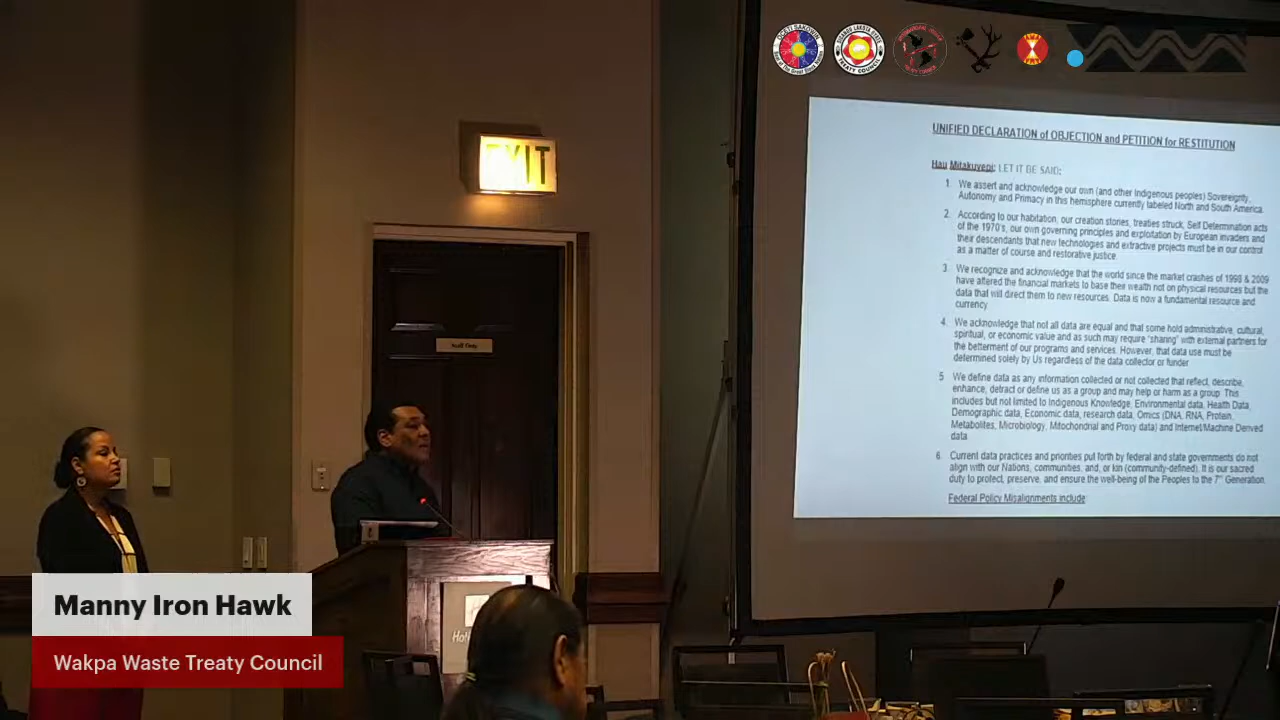 UNIFIED DECLARATION of OBJECTION and PETITION for RESTITUTION
Hau Mitakuyepi; LET IT BE SAID:
1. We assert and acknowledge our own (and other Indigenous peoples) Sovereignty,
Autonomy and Primacy in this hemisphere currently labeled North and South America.
2. According to our habitation, our creation stories, treaties struck, Self Determination acts
of the 1970's, our own governing principles and exploitation by European invaders and
their descendants that new technologies and extractive projects must be in our control
as a matter of course and restorative justice.
3. We recognize and acknowledge that the world since the market crashes of 1998 & 2009
have altered the financial markets to base their wealth not on physical resources but the
data that will direct them to new resources. Data is now a fundamental resource and
currency.
4. We acknowledge that not all data are equal and that some hold administrative, cultural,
spiritual, or economic value and as such may require "sharing" with external partners for
the betterment of our programs and services. However, that data use must be
determined solely by Us regardless of the data collector or funder
5 We define data as any information collected or not collected that reflect, describe,
enhance, detract or define us as a group and may help or harm as a group. This
includes but not limited to Indigenous Knowledge, Environmental data, Health Data,
Demographic data, Economic data, research data, Omics (DNA, RNA, Protein,
Metabolites, Microbiology, Mitochondrial and Proxy data) and Internet/Machine Derived
data.
6 Current data practices and priorities put forth by federal and state governments do not
align with our Nations, communities, and, or kin (community-defined). It is our sacred
duty to protect, preserve, and ensure the well-being of the Peoples to the 7th Generation.
Federal Policy Misalignments include:
EXIT
Staff Only
Manny Iron Hawk
Wakpa Waste Treaty Council
TREATY COUNCIL